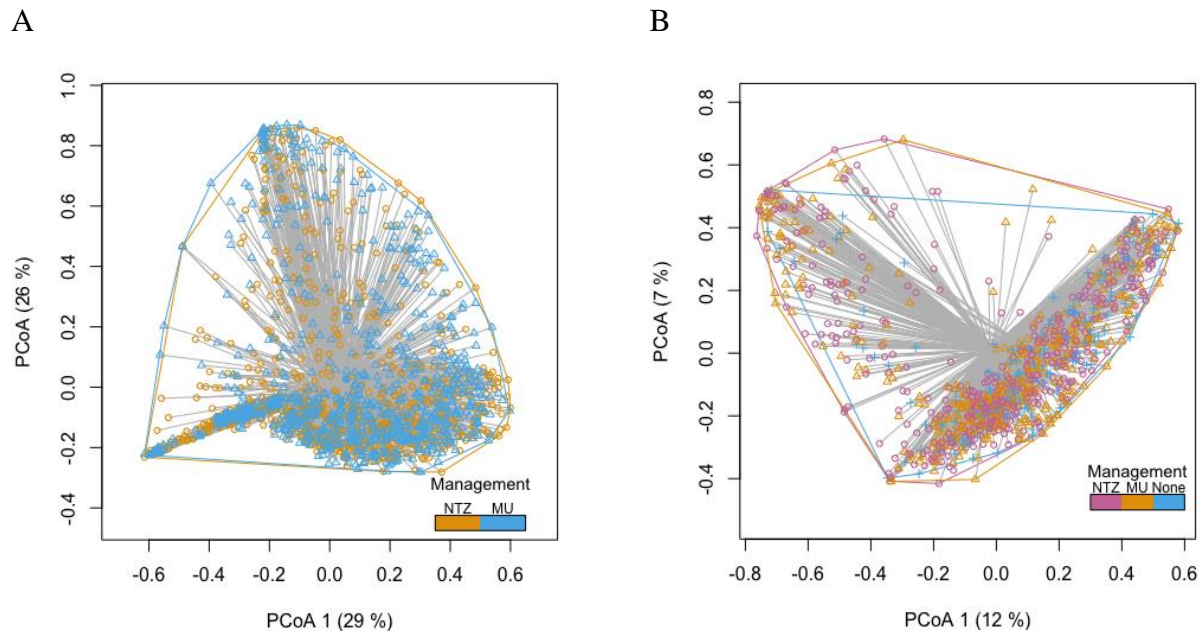 A
B
1.0
0.8
0.6
0.4
0.2
0.0
-0.2
-0.4
PCoA (26 %)
-0.6 -0.4 -0.2 0.0 0.2 0.4 0.6
PCoA 1 (29 %)
Management
NTZ MU
0.8
0.6
0.4
0.2
0.0
-0.2
-0.4
PCoA (7 %)
-0.8 -0.6 -0.4 -0.2 0.0 0.2 0.4 0.6
PCoA 1 (12 %)
Management
NTZ MU None